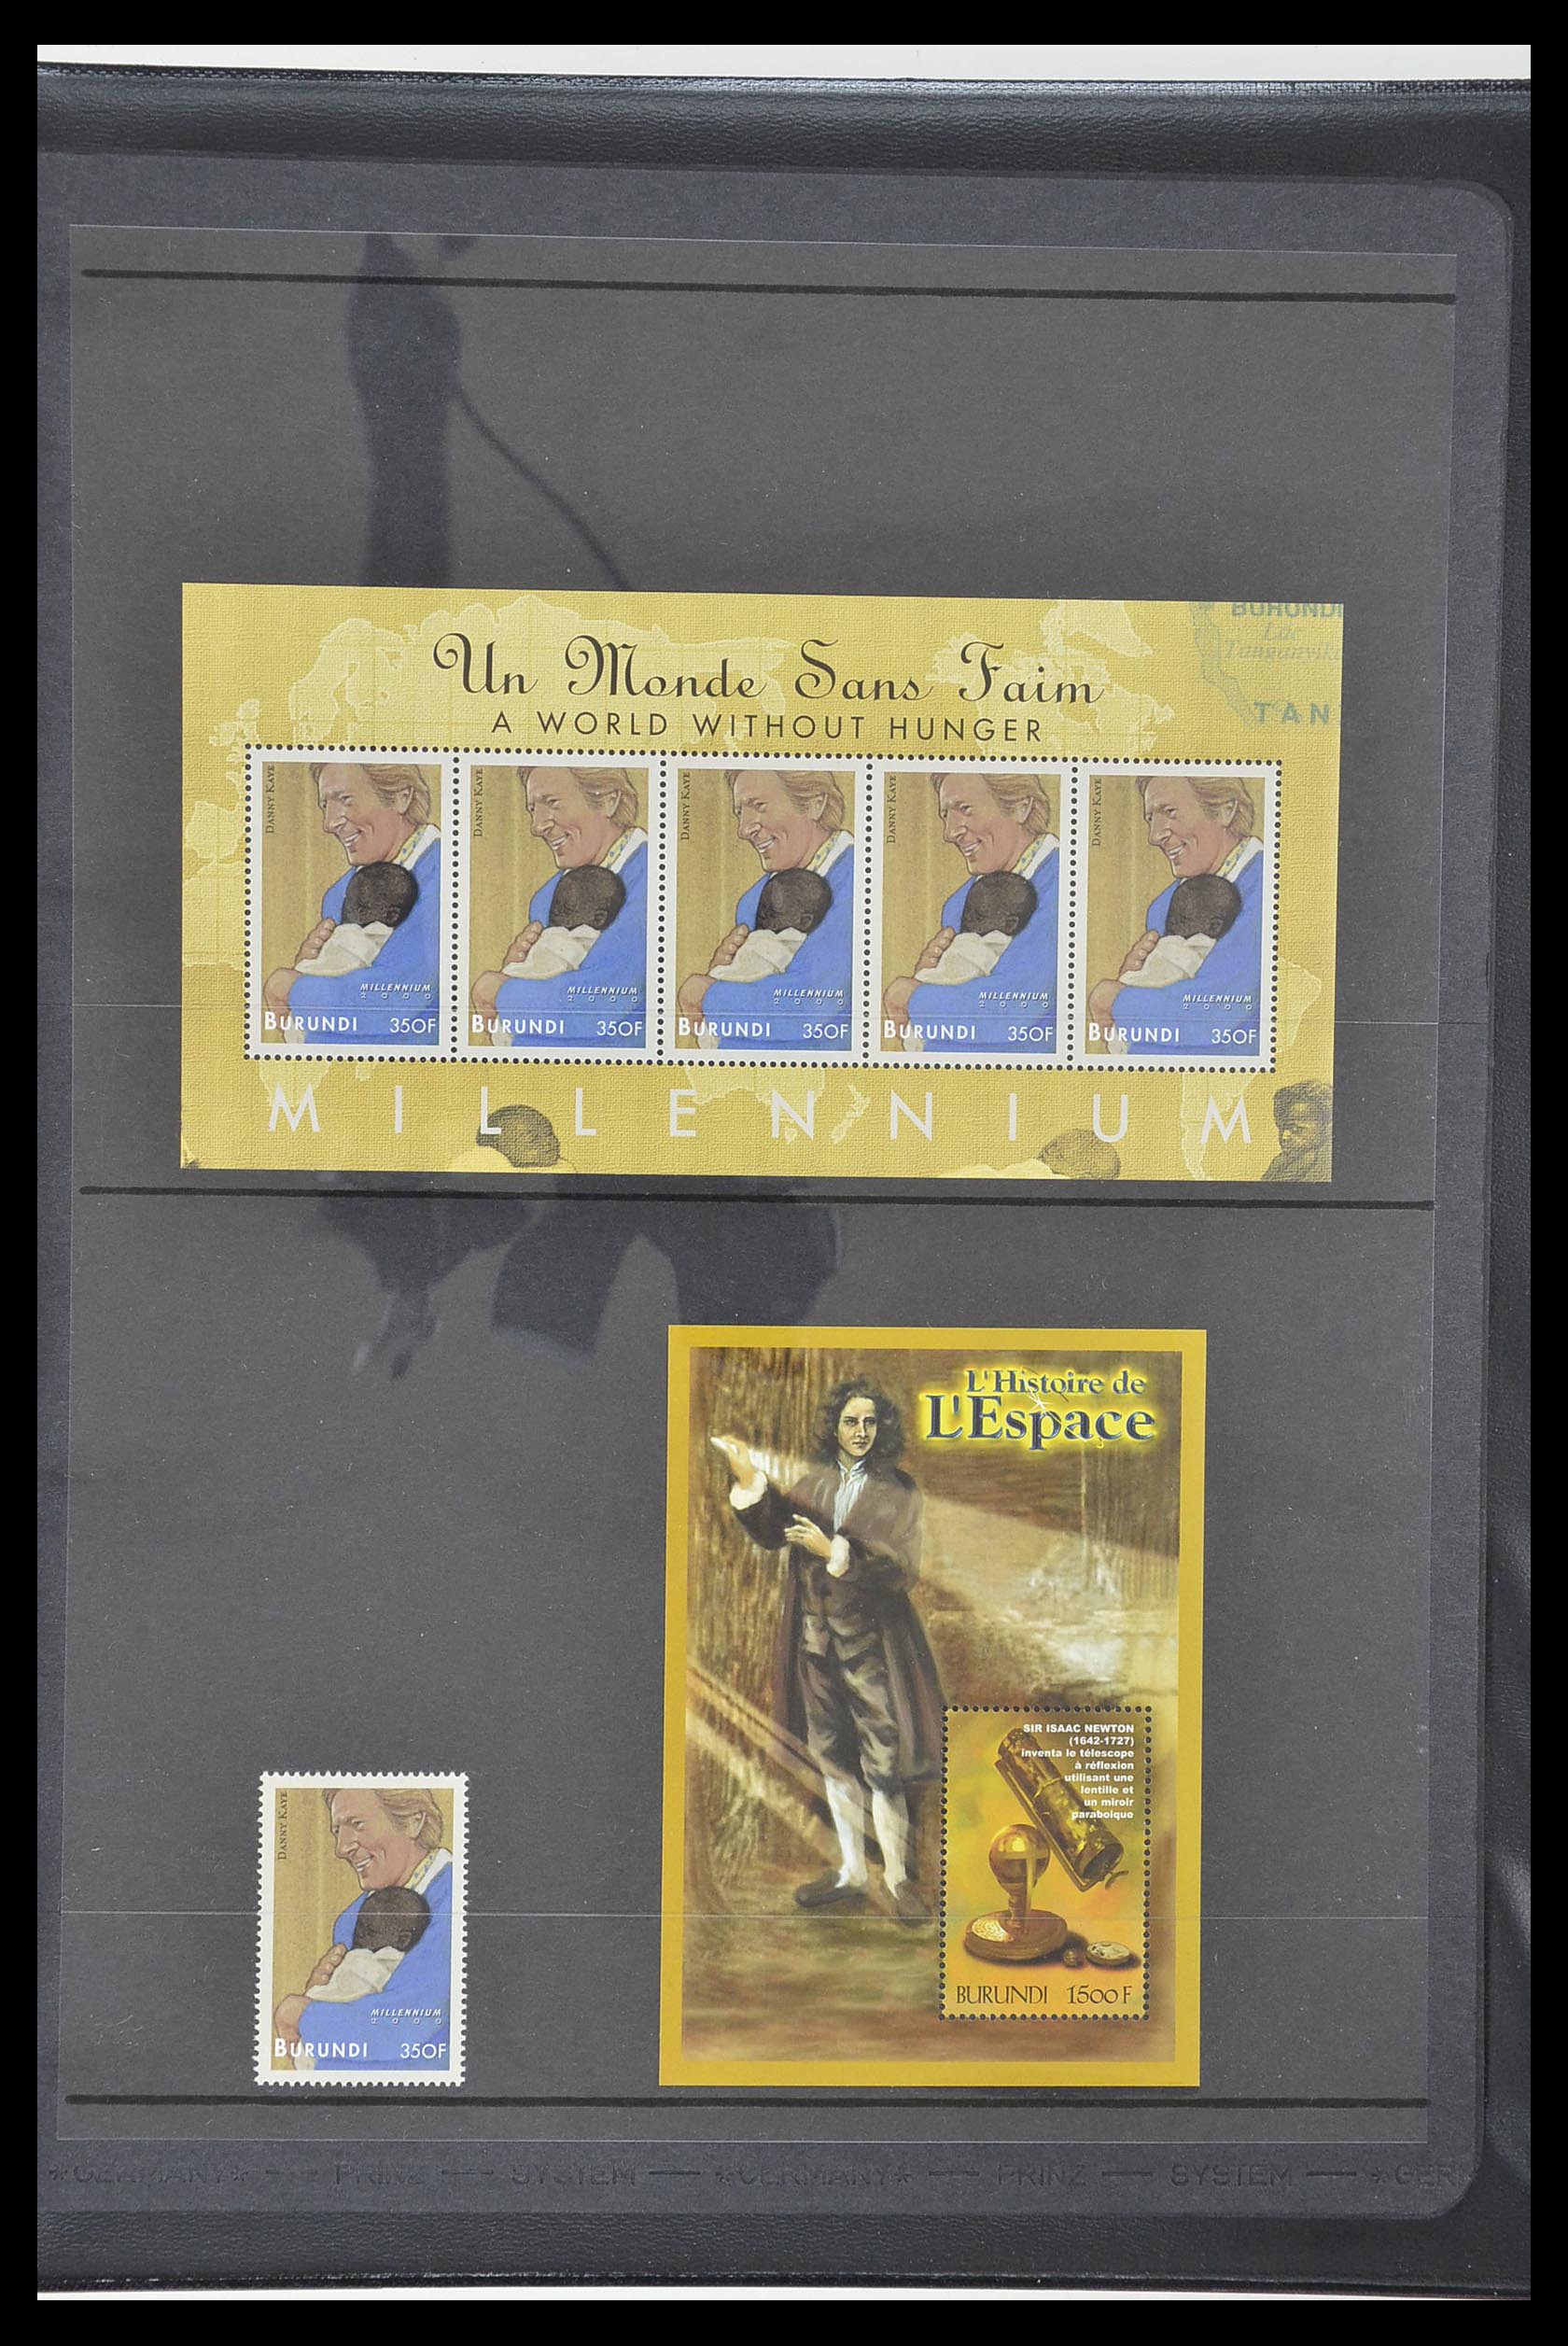 BURUNDI
Lac
Tanganyika
TAN
Un Monde Sans Faim
A WORLD WITHOUT HUNGER
DANNY KAYE
MILLENNIUM
2000
BURUNDI 350F
DANNY KAYE
MILLENNIUM
2000
BURUNDI 350F
DANNY KAYE
MILLENNIUM
2000
BURUNDI 350F
DANNY KAYE
MILLENNIUM
2000
BURUNDI 350F
DANNY KAYE
MILLENNIUM
2000
BURUNDI 350F
MILLENNIUM
L'Histoire de
L'Espace
SIR ISAAC NEWTON
(1642-1727)
inventa le télescope
à réflexion
utilisant une
lentille et
un miroir
paraboique
BURUNDI 1500 F
DANNY KAYE
MILLENNIUM
2000
BURUNDI 350F
*GERMANY* — PRINZ — SYSTEM — *GERMANY* — PRINZ — SYSTEM — *GER